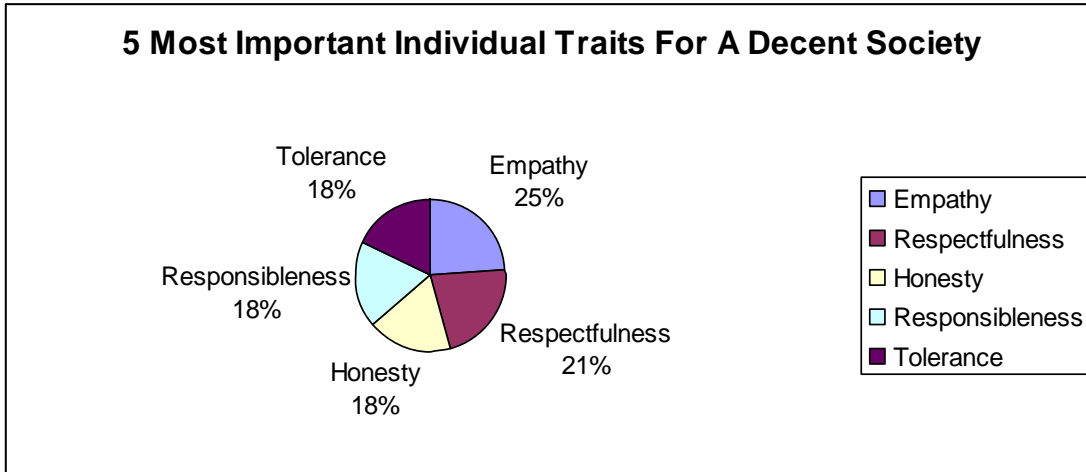 5 Most Important Individual Traits For A Decent Society
Tolerance
18%
Empathy
25%
Responsibleness
18%
Respectfulness
21%
Honesty
18%
Empathy
Respectfulness
Honesty
Responsibleness
Tolerance